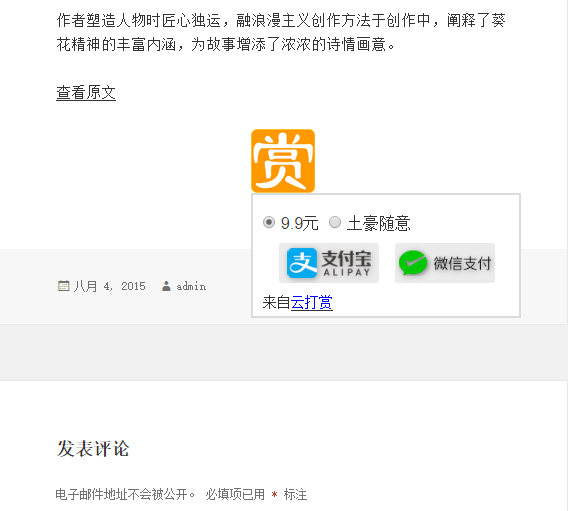 作者塑造人物时匠心独运，融浪漫主义创作方法于创作中，阐释了葵
花精神的丰富内涵，为故事增添了浓浓的诗情画意。
查看原文
赏
9.9元 土豪随意
支付宝 ALIPAY 微信支付
来自云打赏
八月 4, 2015 admin
发表评论
电子邮件地址不会被公开。 必填项已用 * 标注